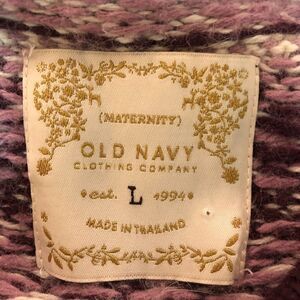 (MATERNITY)
OLD NAVY
CLOTHING COMPANY
est. L 1994
MADE IN THAILAND